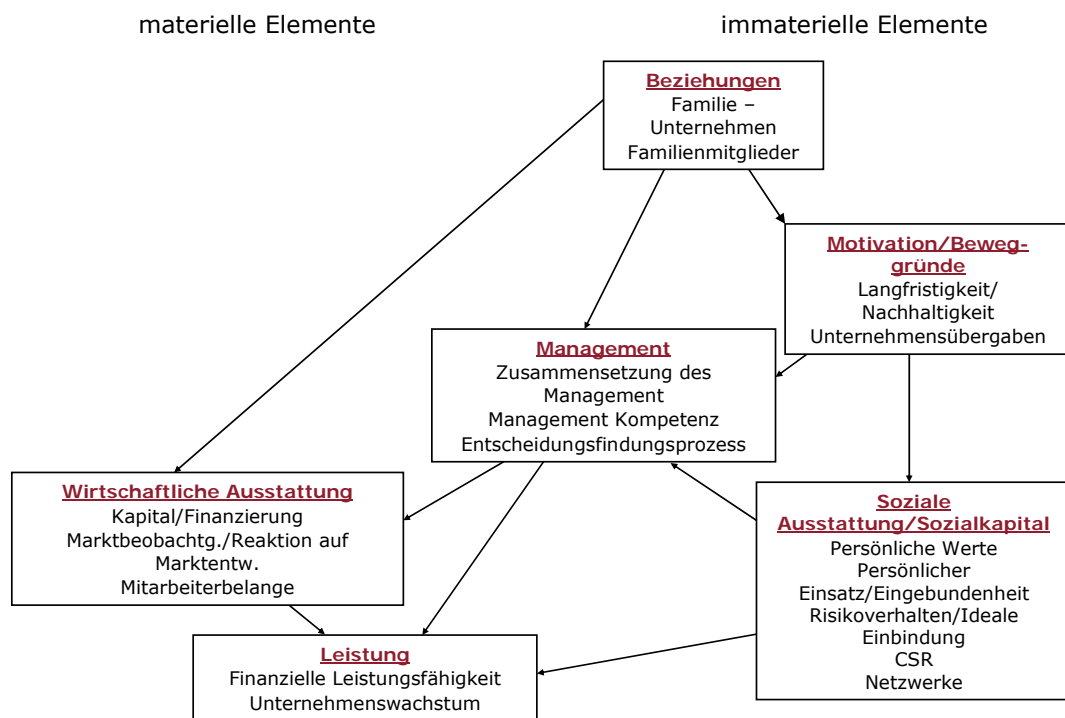 materielle Elemente
immaterielle Elemente
Beziehungen
Familie –
Unternehmen
Familienmitglieder
Motivation/Beweg-
gründe
Langfristigkeit/
Nachhaltigkeit
Unternehmensübergaben
Management
Zusammensetzung des
Management
Management Kompetenz
Entscheidungsfindungsprozess
Wirtschaftliche Ausstattung
Kapital/Finanzierung
Marktbeobachtg./Reaktion auf
Marktentw.
Mitarbeiterbelange
Soziale
Ausstattung/Sozialkapital
Persönliche Werte
Persönlicher
Einsatz/Eingebundenheit
Risikoverhalten/Ideale
Einbindung
CSR
Netzwerke
Leistung
Finanzielle Leistungsfähigkeit
Unternehmenswachstum